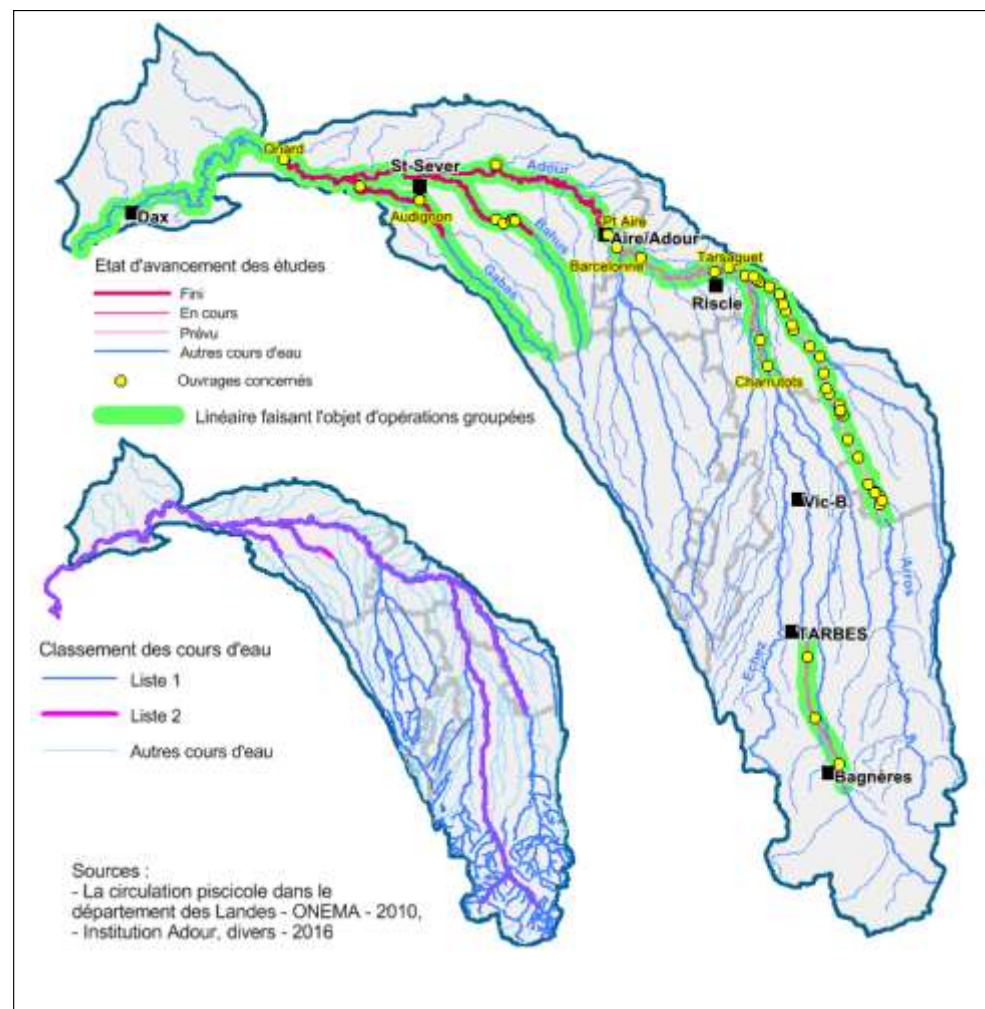 Onard
St-Sever
Adour
Dax
Audignon
Bahus
Pt Aire
Aire/Adour
Barcelonne
Tarsaguet
Riscle
Gabas
Charrutots
Etat d'avancement des études
Fini
En cours
Prévu
Autres cours d'eau
Ouvrages concernés
Linéaire faisant l'objet d'opérations groupées
Vic-B.
Arros
TARBES
Echez
Bagnères
Classement des cours d'eau
Liste 1
Liste 2
Autres cours d'eau
Sources :
- La circulation piscicole dans le
département des Landes - ONEMA - 2010,
- Institution Adour, divers - 2016